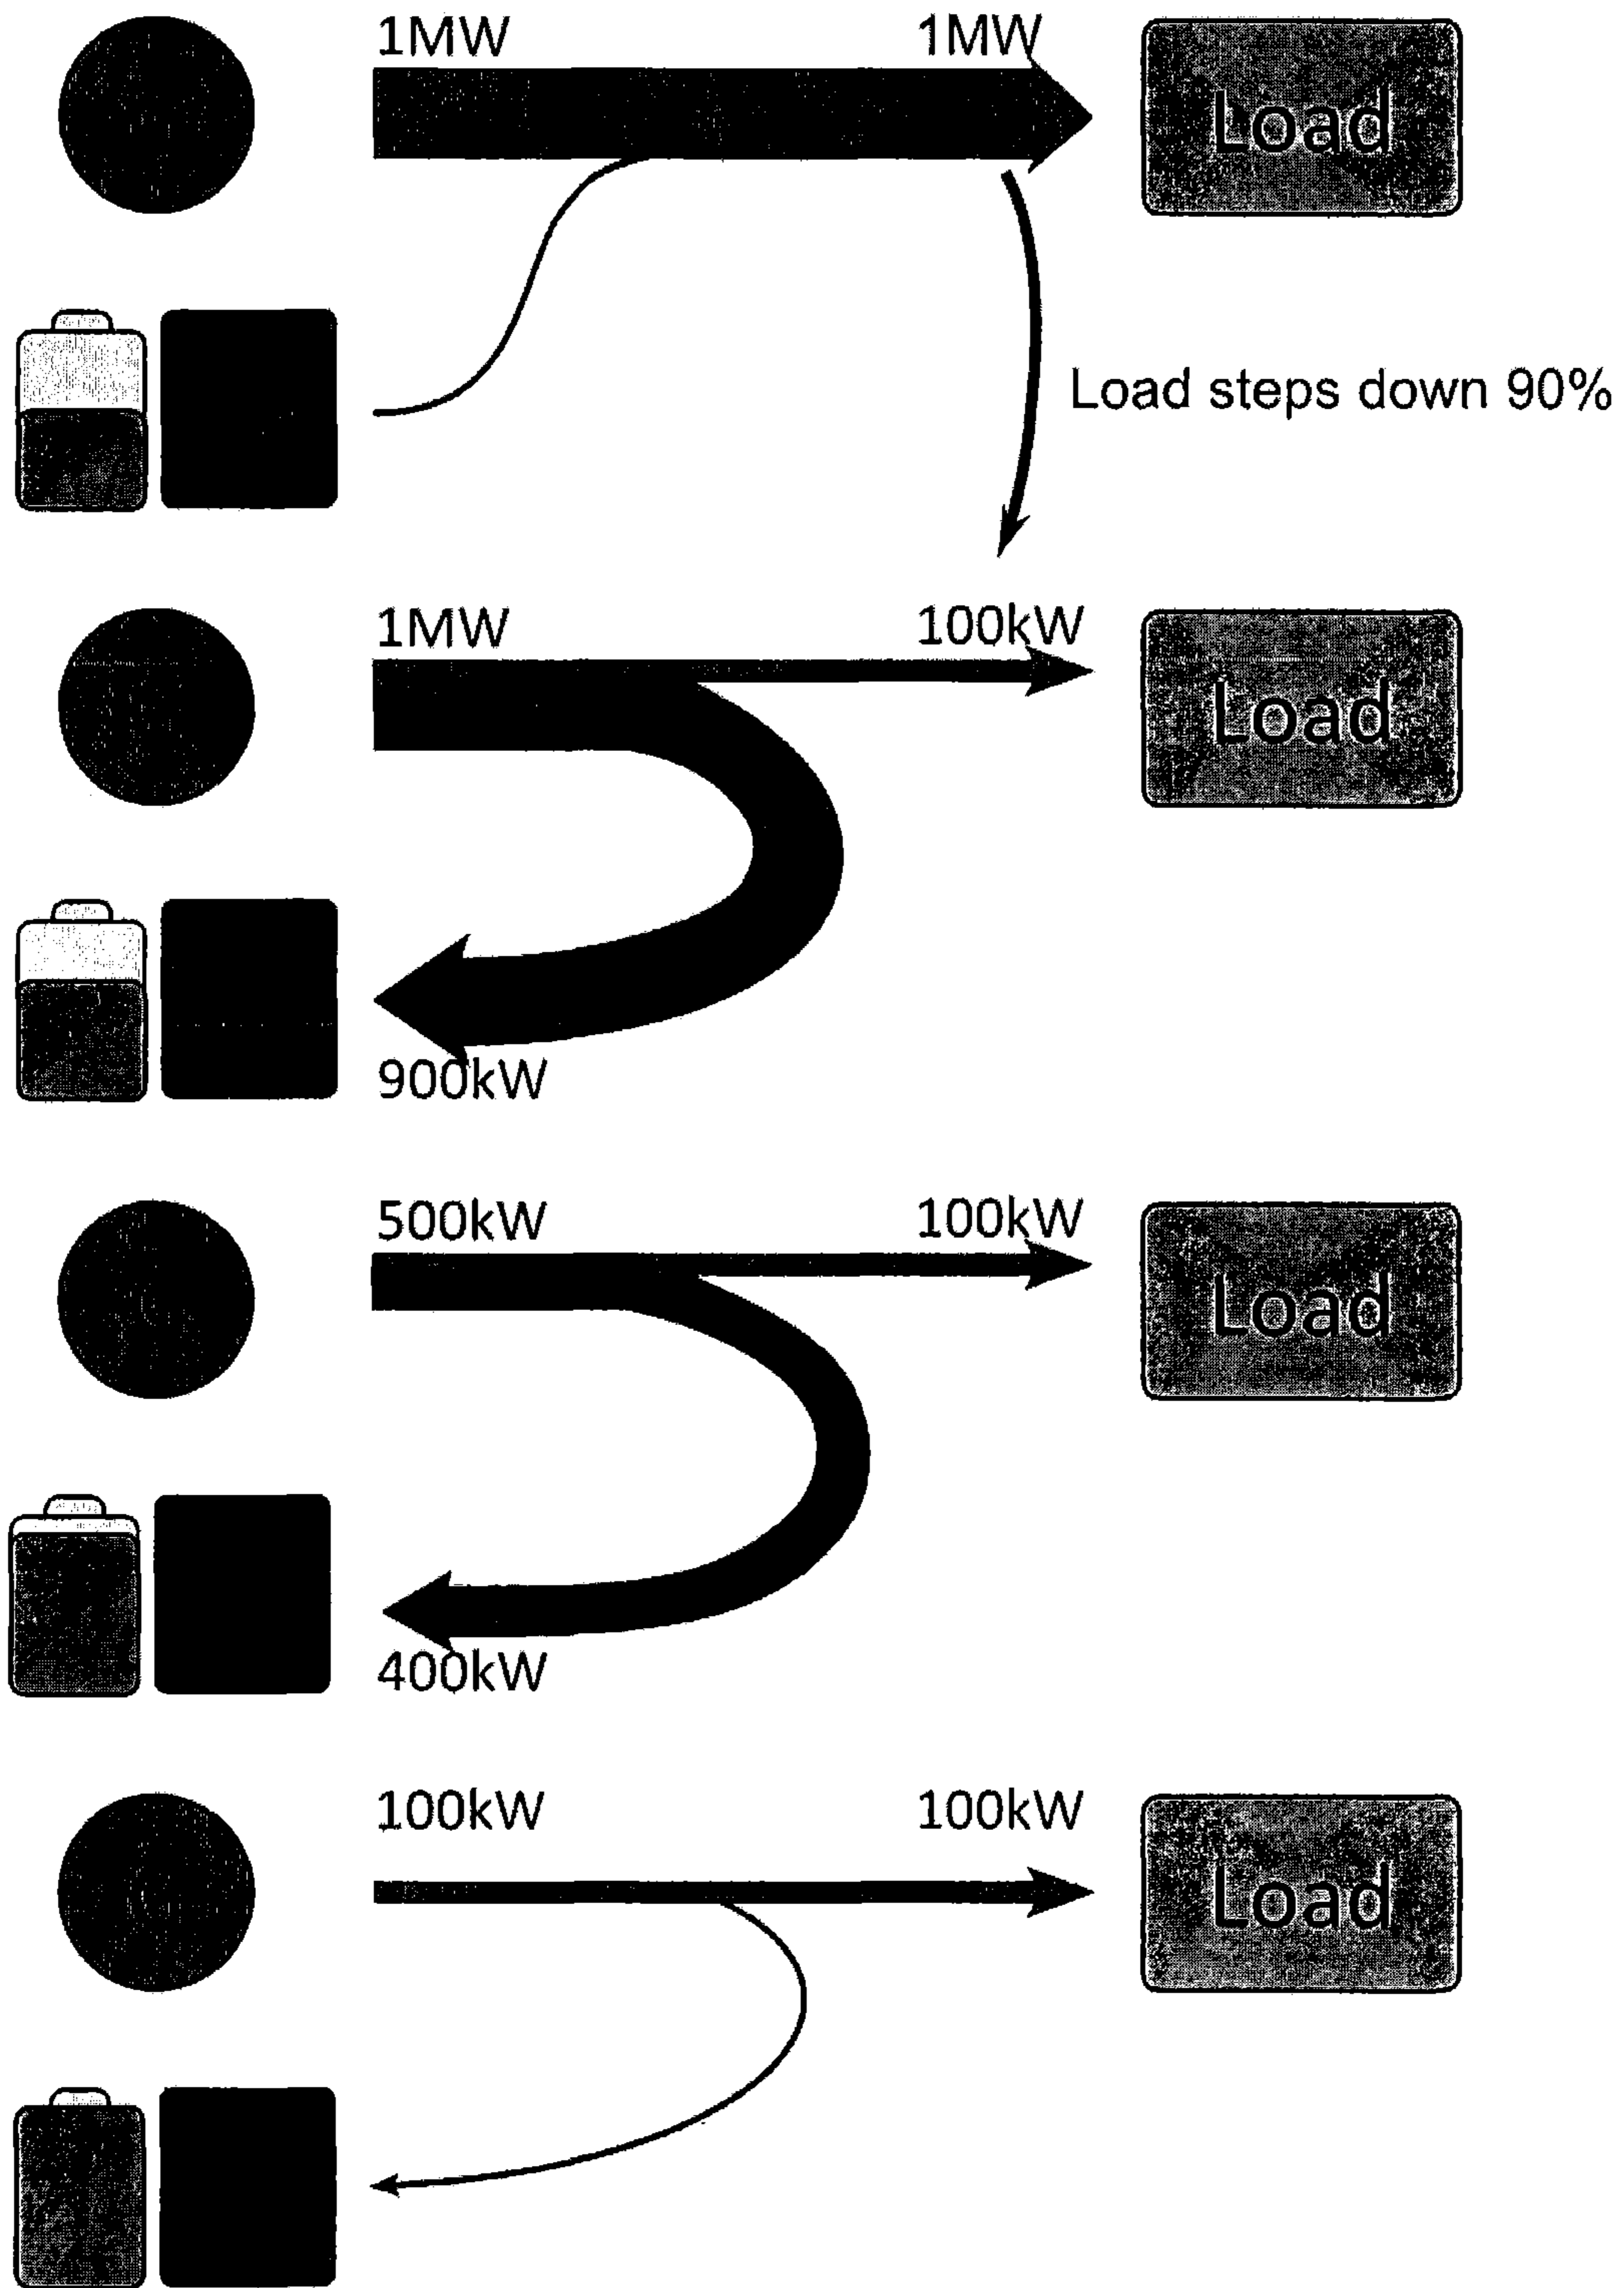 1MW 1MW
Load
Load steps down 90%
1MW 100kW
Load
900kW
500kW 100kW
Load
400kW
100kW 100kW
Load